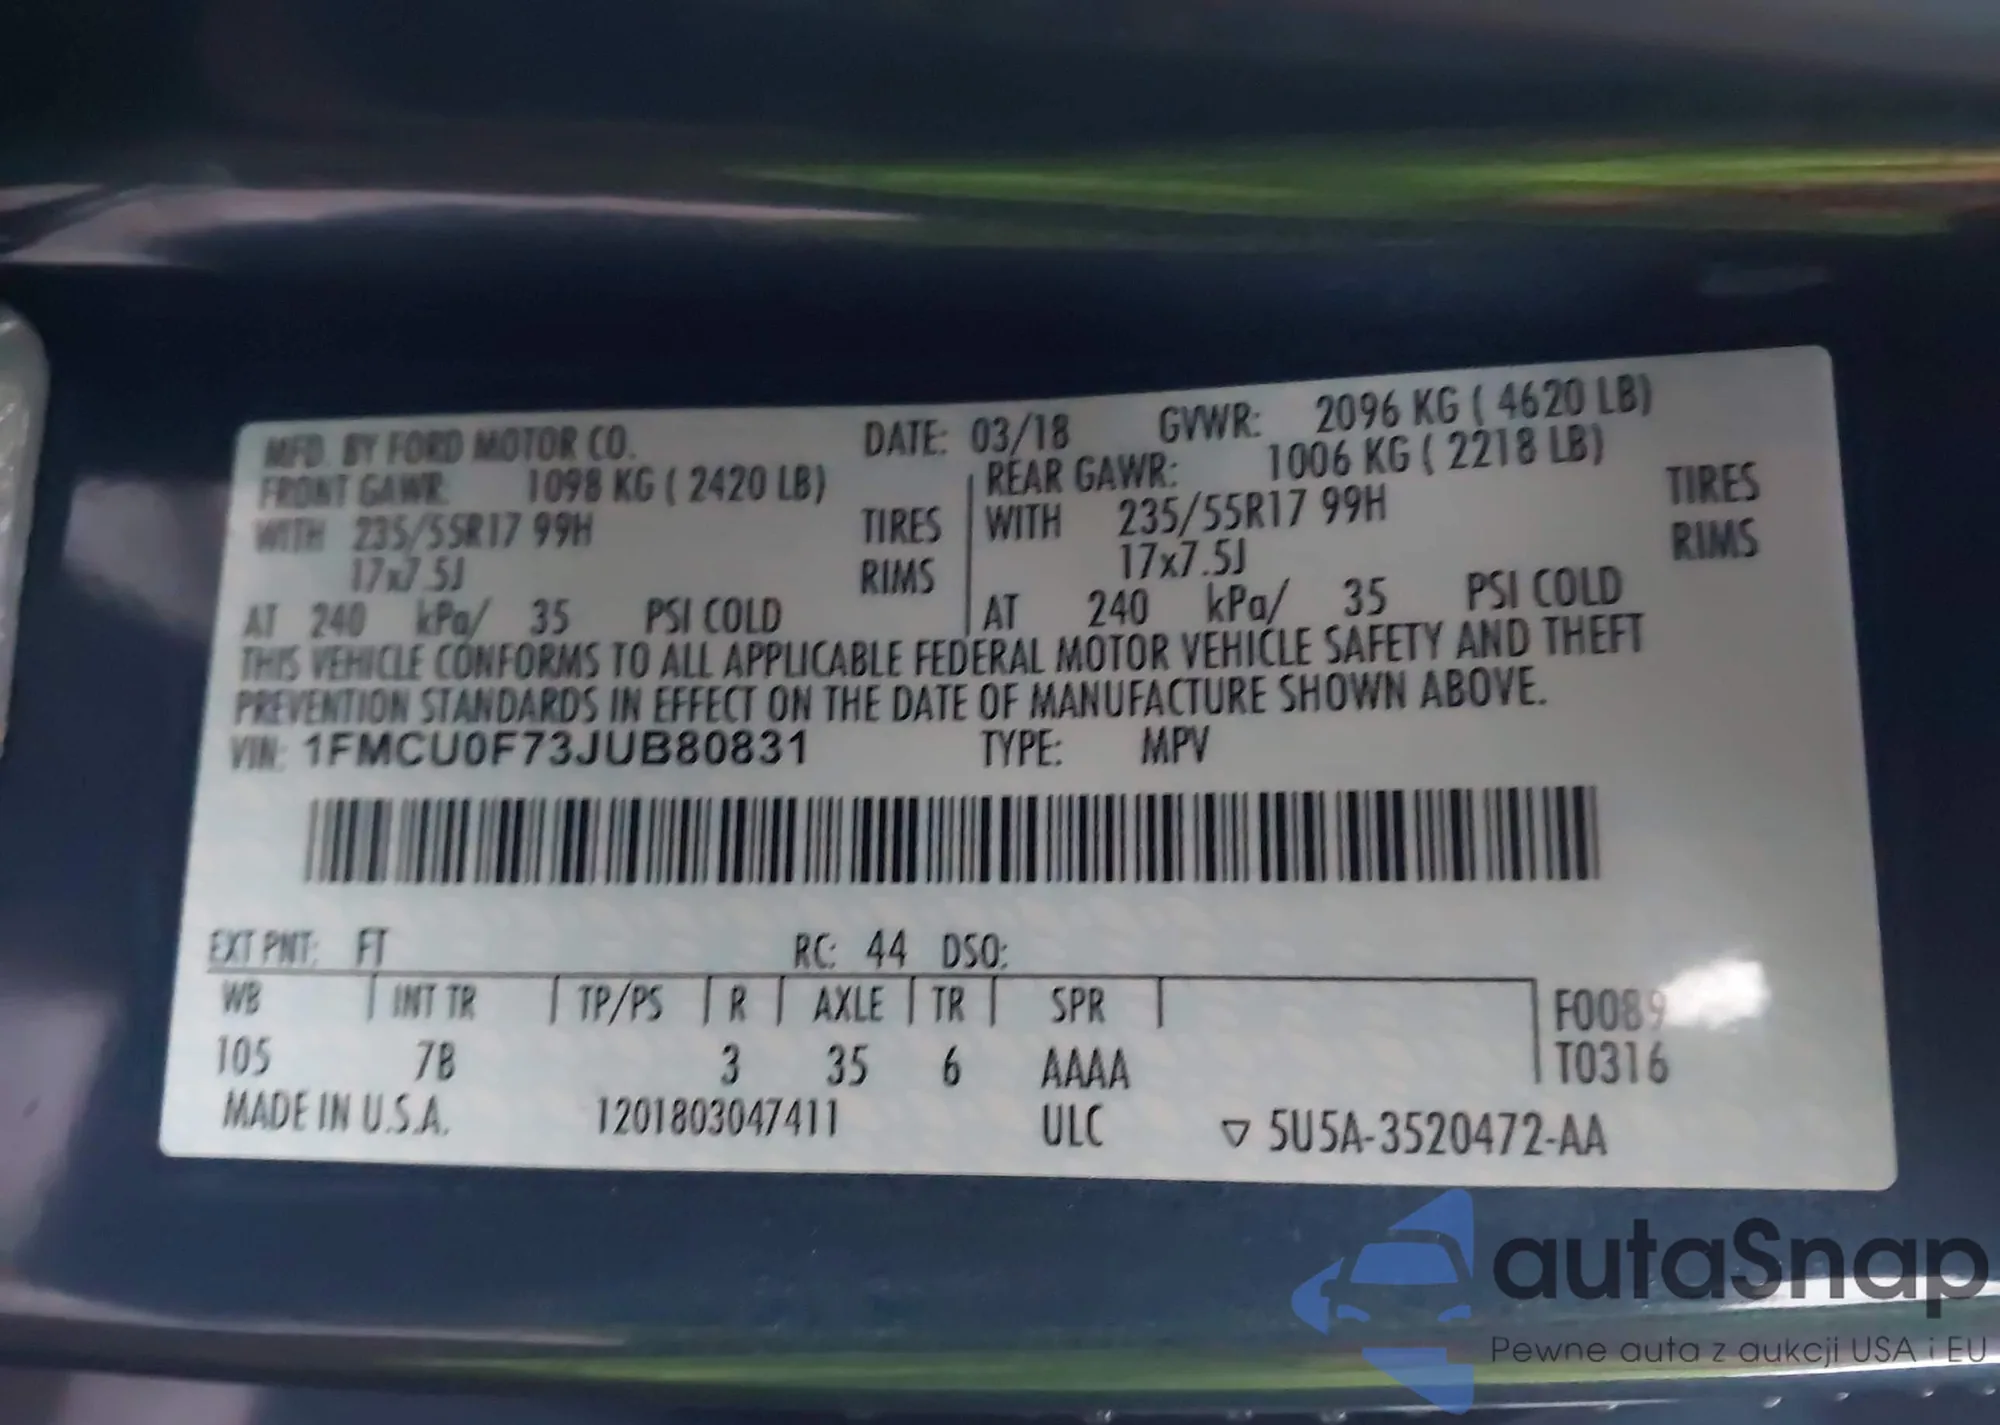 MFD. BY FORD MOTOR CO. DATE: 03/18 GVWR: 2096 KG ( 4620 LB)
FRONT GAWR: 1098 KG ( 2420 LB) REAR GAWR: 1006 KG ( 2218 LB)
WITH 235/55R17 99H TIRES WITH 235/55R17 99H TIRES
17x7.5J RIMS 17x7.5J RIMS
AT 240 kPa/ 35 PSI COLD AT 240 kPa/ 35 PSI COLD
THIS VEHICLE CONFORMS TO ALL APPLICABLE FEDERAL MOTOR VEHICLE SAFETY AND THEFT
PREVENTION STANDARDS IN EFFECT ON THE DATE OF MANUFACTURE SHOWN ABOVE.
VIN: 1FMCU0F73JUB80831 TYPE: MPV
EXT PNT: FT RC: 44 DSO:
WB INT TR TP/PS R AXLE TR SPR F0089
105 7B 3 35 6 AAAA T0316
MADE IN U.S.A. 1201803047411 ULC ▽ 5U5A-3520472-AA
autaSnap
Pewne auta z aukcji USA i EU